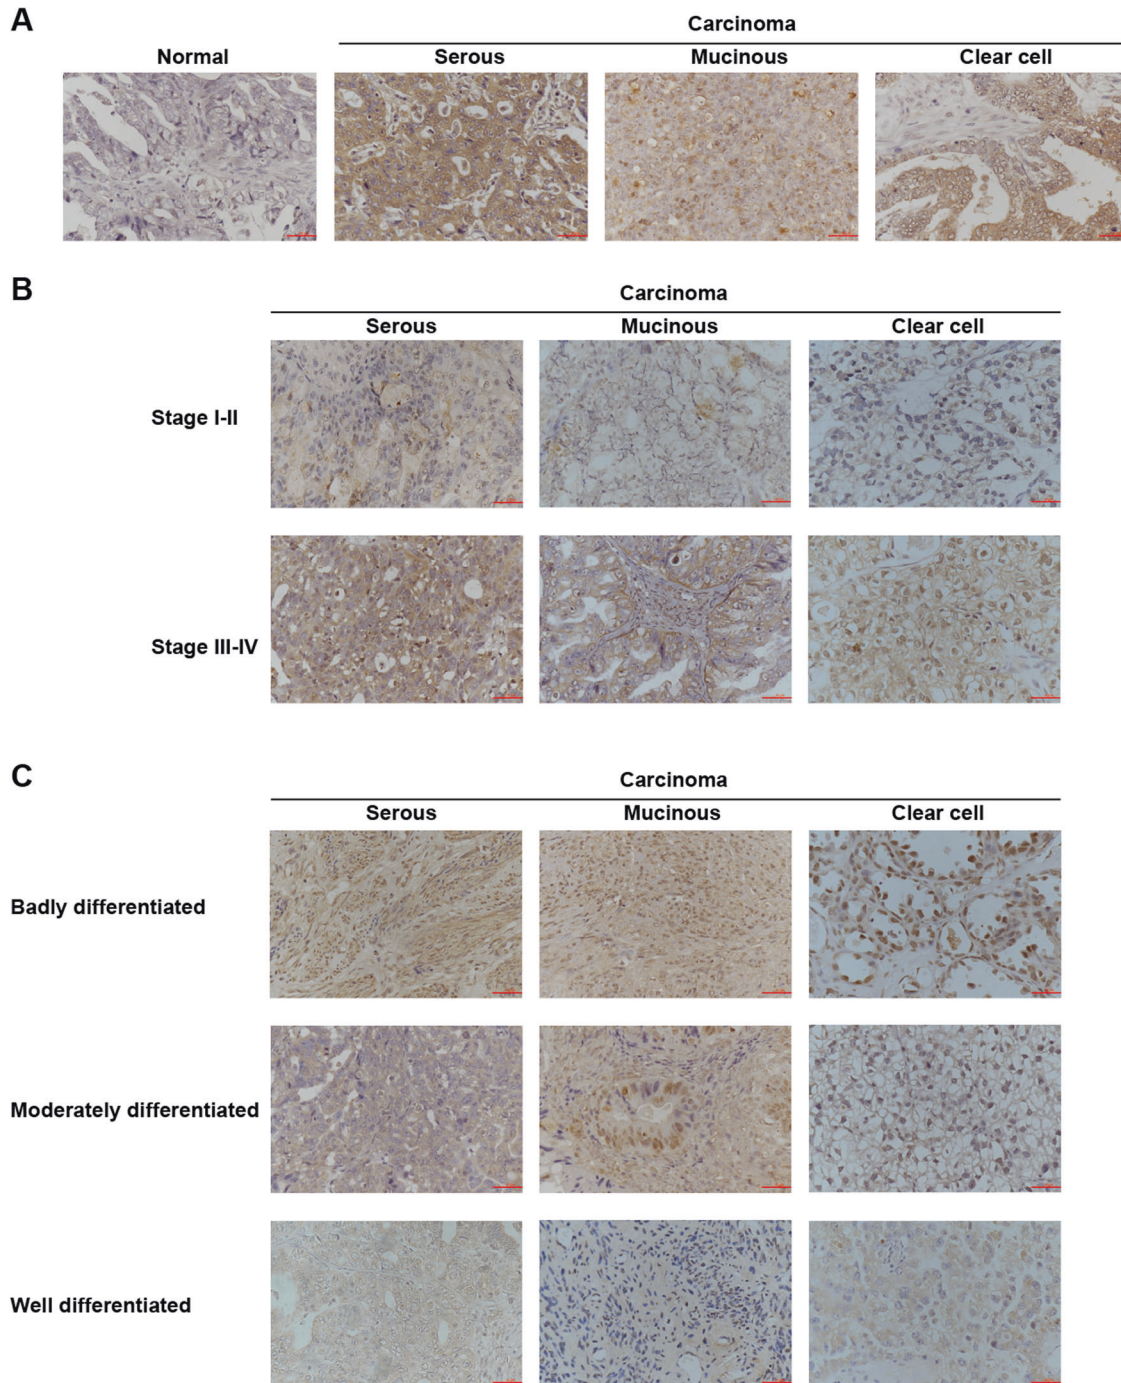 A
Carcinoma
Normal Serous Mucinous Clear cell
B
Carcinoma
Serous Mucinous Clear cell
Stage I-II
Stage III-IV
C
Carcinoma
Serous Mucinous Clear cell
Badly differentiated
Moderately differentiated
Well differentiated